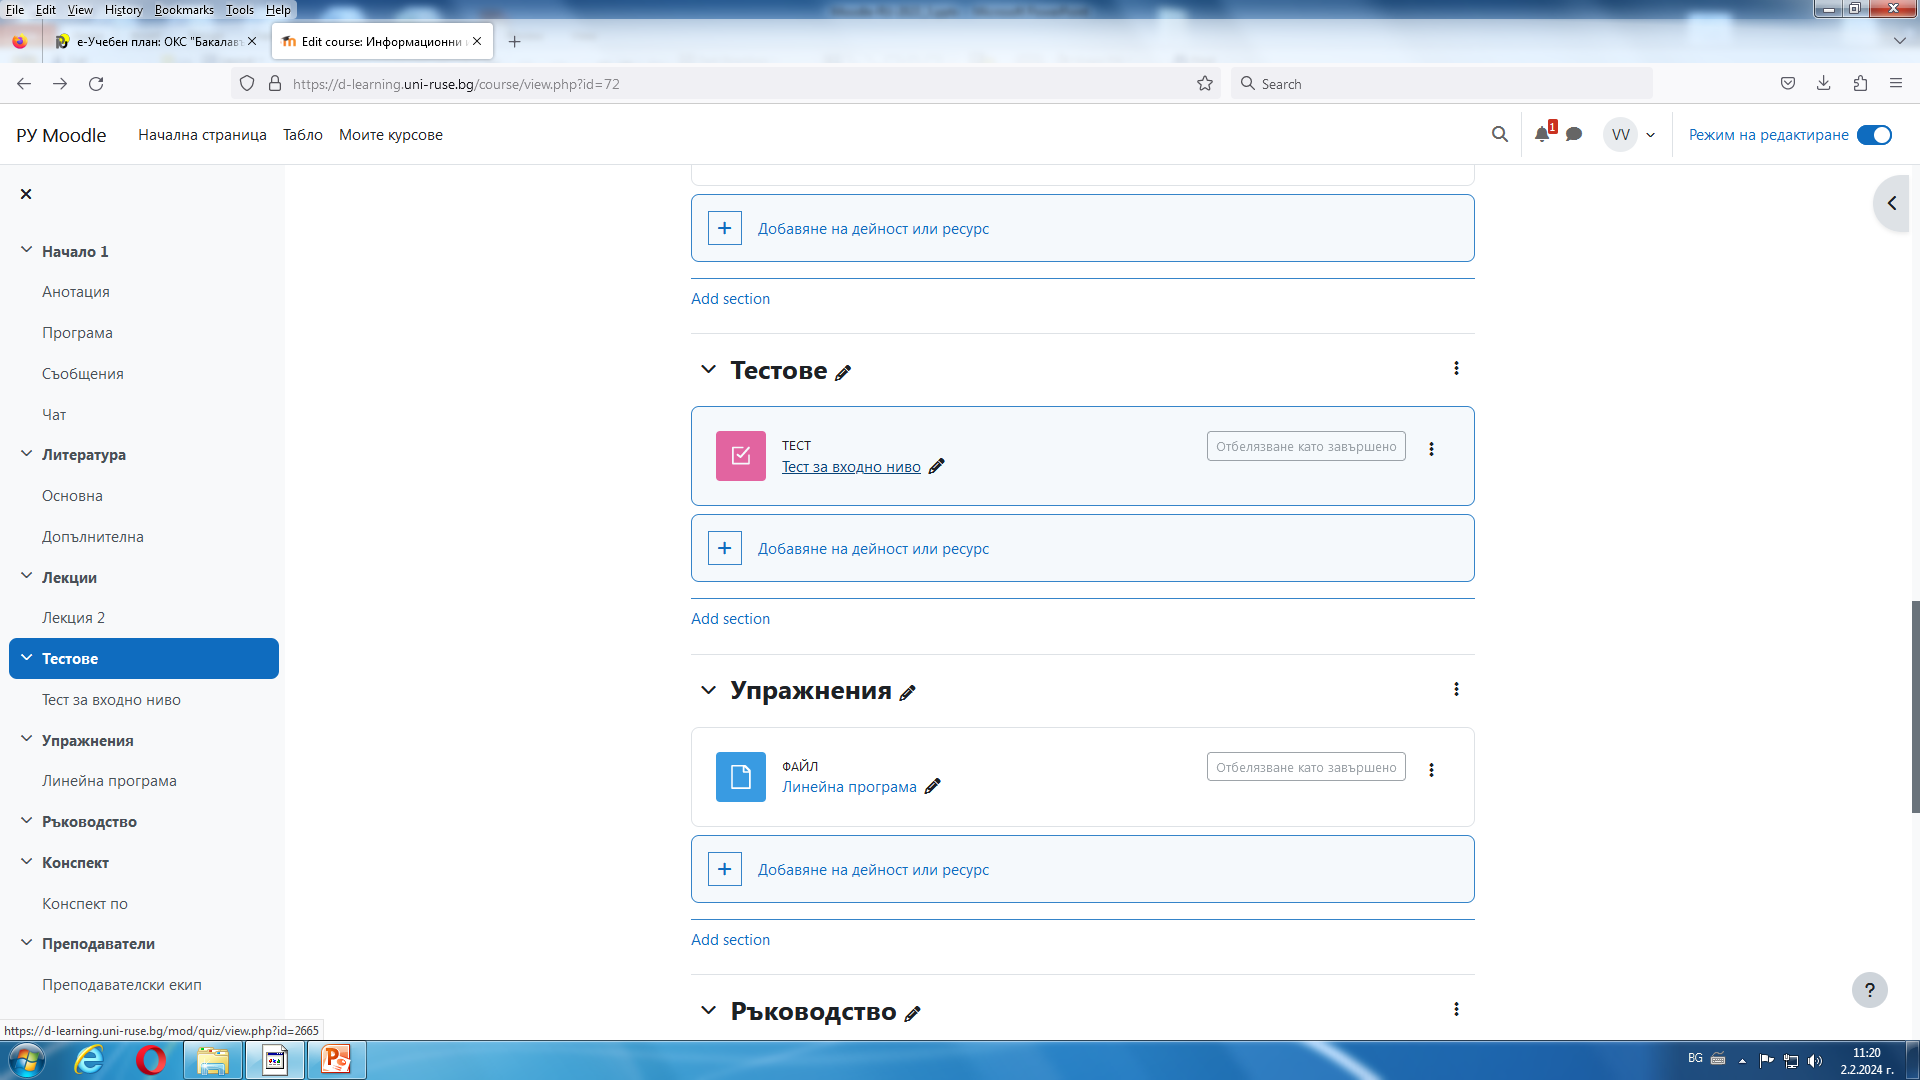 File Edit View History Bookmarks Tools Help
е-Учебен план: ОКС "Бакалавъ
Edit course: Информационни
https://d-learning.uni-ruse.bg/course/view.php?id=72
Search
РУ Moodle
Начална страница
Табло
Моите курсове
1
VV
Режим на редактиране
Начало 1
Анотация
Програма
Съобщения
Чат
Литература
Основна
Допълнителна
Лекции
Лекция 2
Тестове
Тест за входно ниво
Упражнения
Линейна програма
Ръководство
Конспект
Конспект по
Преподаватели
Преподавателски екип
Добавяне на дейност или ресурс
Add section
Тестове
ТЕСТ
Тест за входно ниво
Отбелязване като завършено
Добавяне на дейност или ресурс
Add section
Упражнения
ФАЙЛ
Линейна програма
Отбелязване като завършено
Добавяне на дейност или ресурс
Add section
Ръководство
?
https://d-learning.uni-ruse.bg/mod/quiz/view.php?id=2665
BG
11:20
2.2.2024 г.